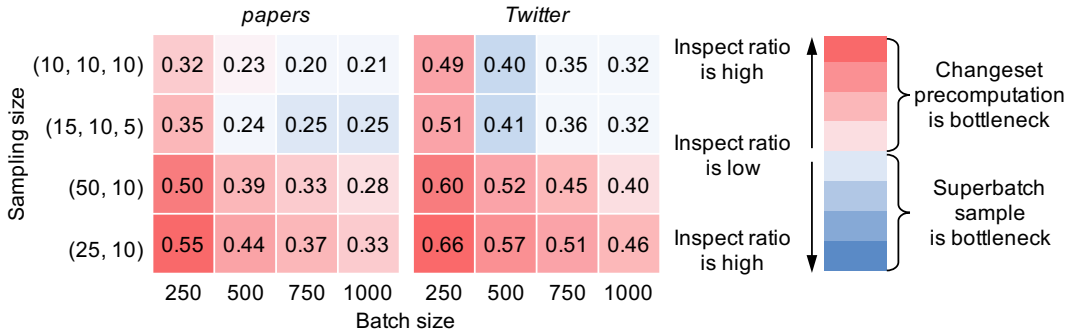 papers Twitter
Sampling size
(10, 10, 10) 0.32 0.23 0.20 0.21 0.49 0.40 0.35 0.32
(15, 10, 5) 0.35 0.24 0.25 0.25 0.51 0.41 0.36 0.32
(50, 10) 0.50 0.39 0.33 0.28 0.60 0.52 0.45 0.40
(25, 10) 0.55 0.44 0.37 0.33 0.66 0.57 0.51 0.46
250 500 750 1000 250 500 750 1000
Batch size
Inspect ratio
is high
Inspect ratio
is low
Inspect ratio
is high
Changeset
precomputation
is bottleneck
Superbatch
sample
is bottleneck